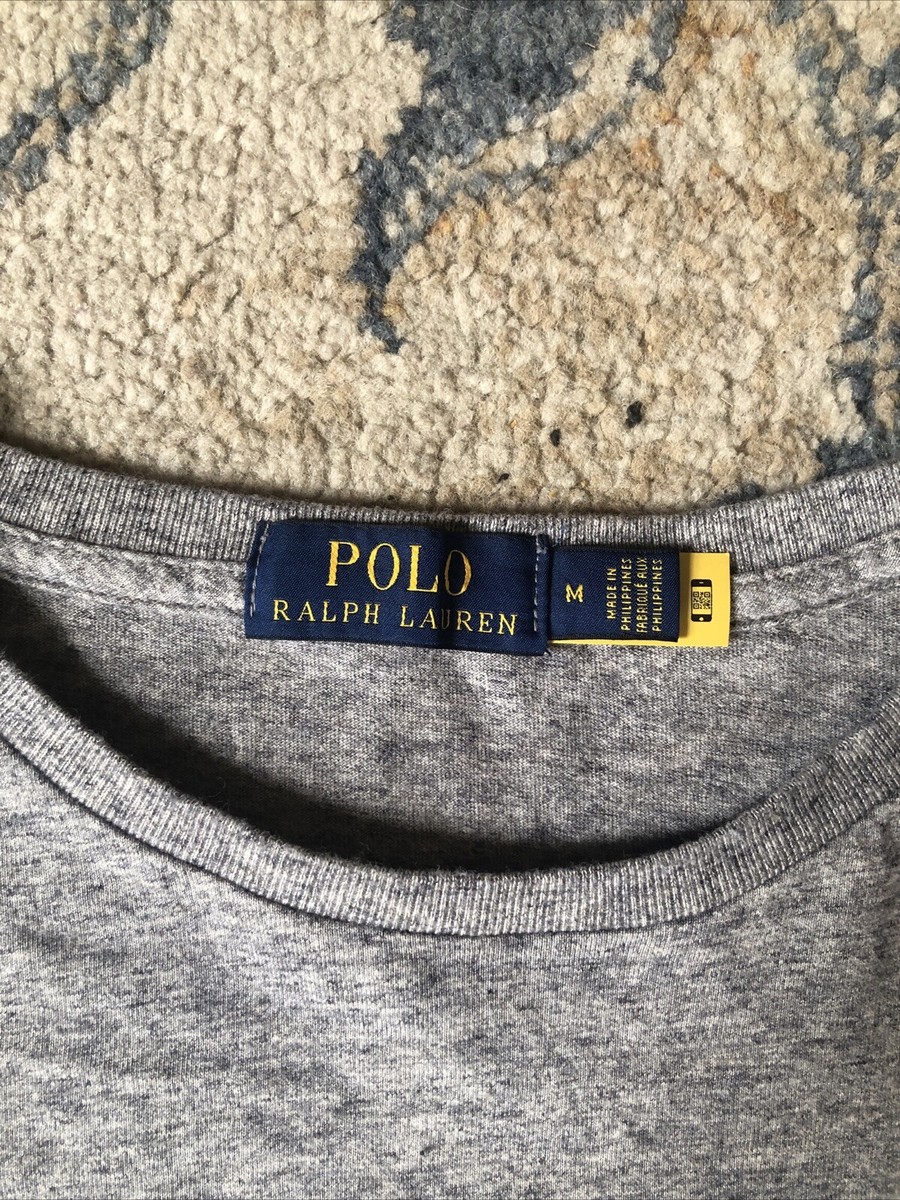 POLO
RALPH LAUREN
M
MADE IN
PHILIPPINES
FABRIQUÉ AUX
PHILIPPINES